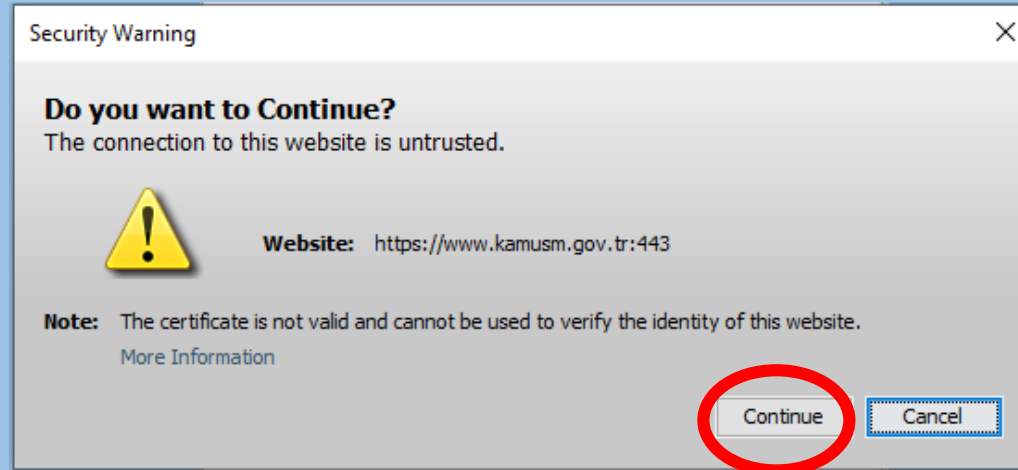 Security Warning
Do you want to Continue?
The connection to this website is untrusted.
Website: https://www.kamusm.gov.tr:443
Note: The certificate is not valid and cannot be used to verify the identity of this website.
More Information
Continue Cancel